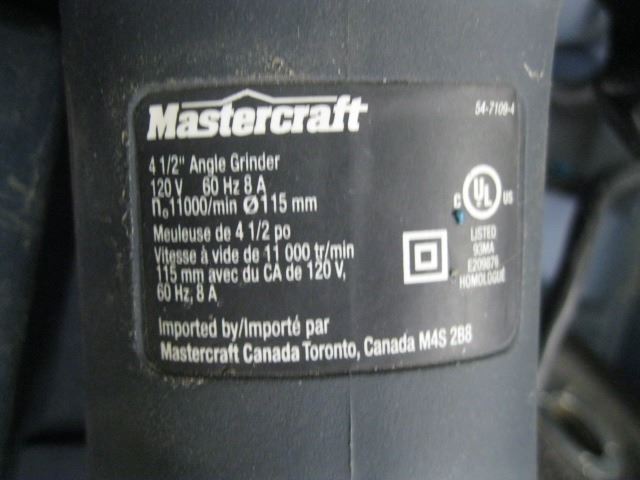 Mastercraft
54-7109-4
4 1/2" Angle Grinder
120 V 60 Hz 8 A
n₀11000/min Ø115 mm
Meuleuse de 4 1/2 po
Vitesse à vide de 11 000 tr/min
115 mm avec du CA de 120 V,
60 Hz, 8 A
C UL US
LISTED
93MA
E209876
HOMOLOGUÉ
Imported by/Importé par
Mastercraft Canada Toronto, Canada M4S 2B8